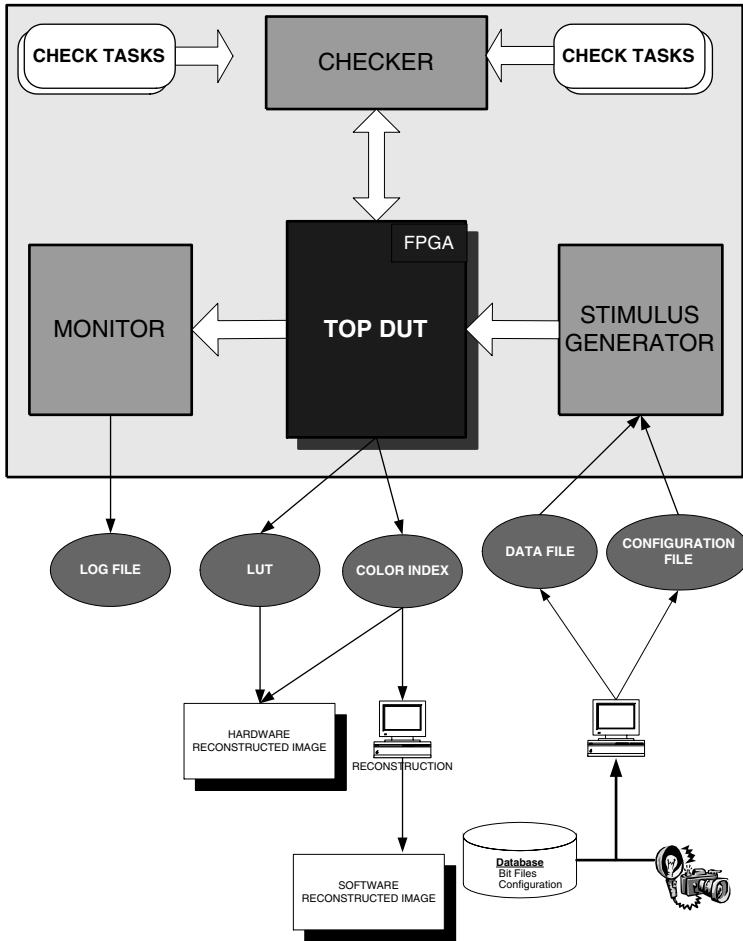 CHECK TASKS
CHECKER
CHECK TASKS
FPGA
MONITOR
TOP DUT
STIMULUS
GENERATOR
LOG FILE
LUT
COLOR INDEX
DATA FILE
CONFIGURATION
FILE
HARDWARE
RECONSTRUCTED IMAGE
RECONSTRUCTION
Database
Bit Files
Configuration
SOFTWARE
RECONSTRUCTED IMAGE